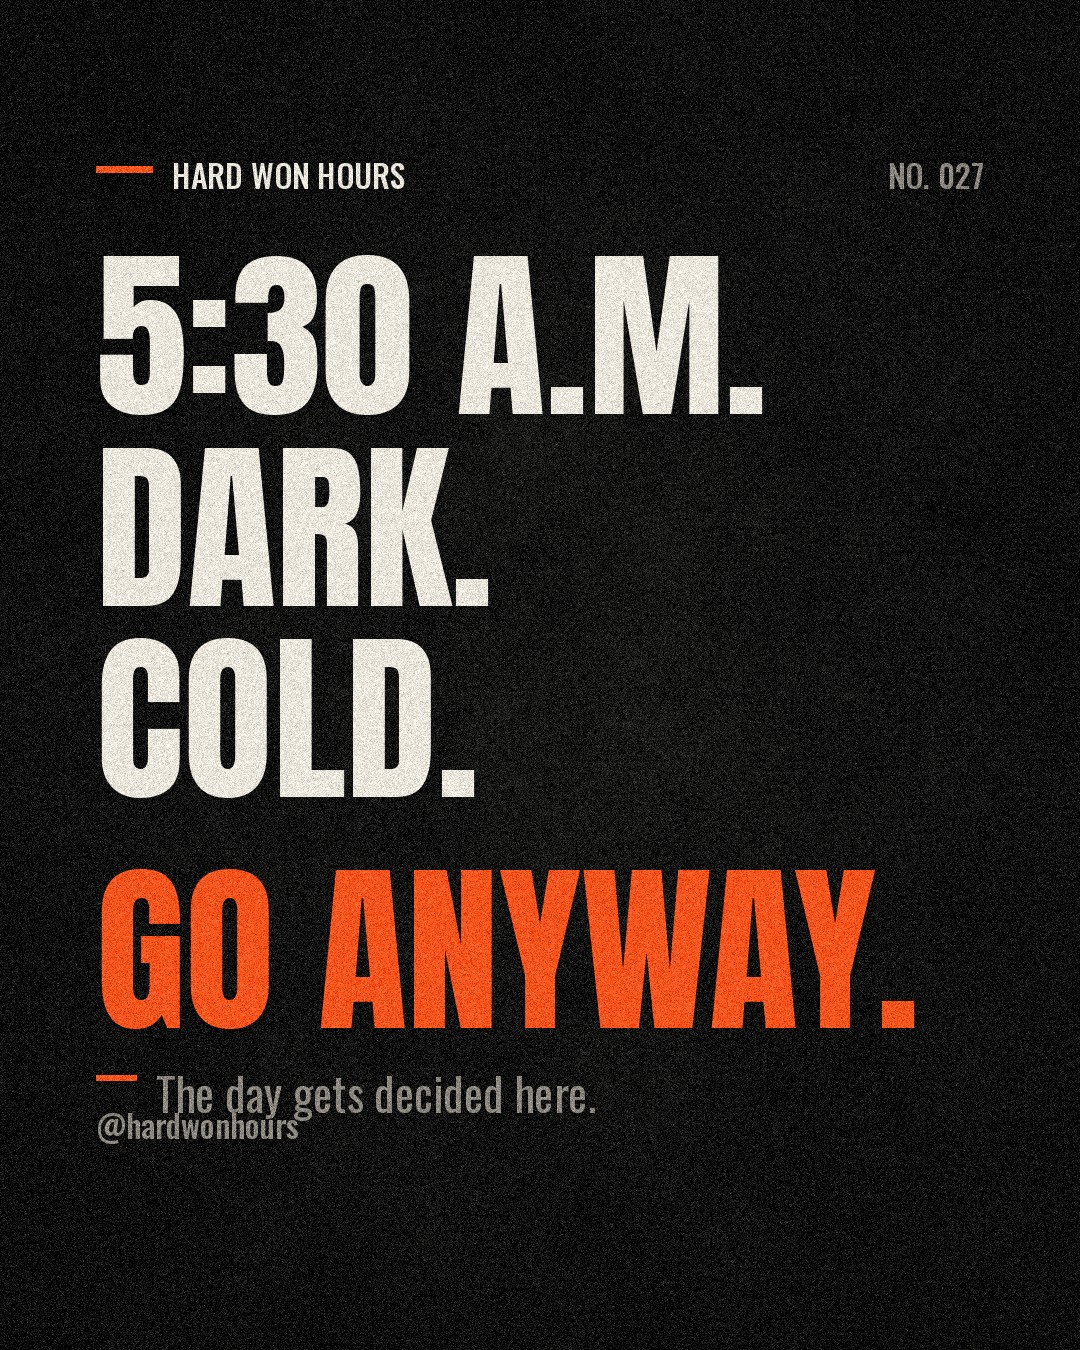 HARD WON HOURS
NO. 027
5:30 A.M.
DARK.
COLD.
GO ANYWAY.
The day gets decided here.
@hardwonhours